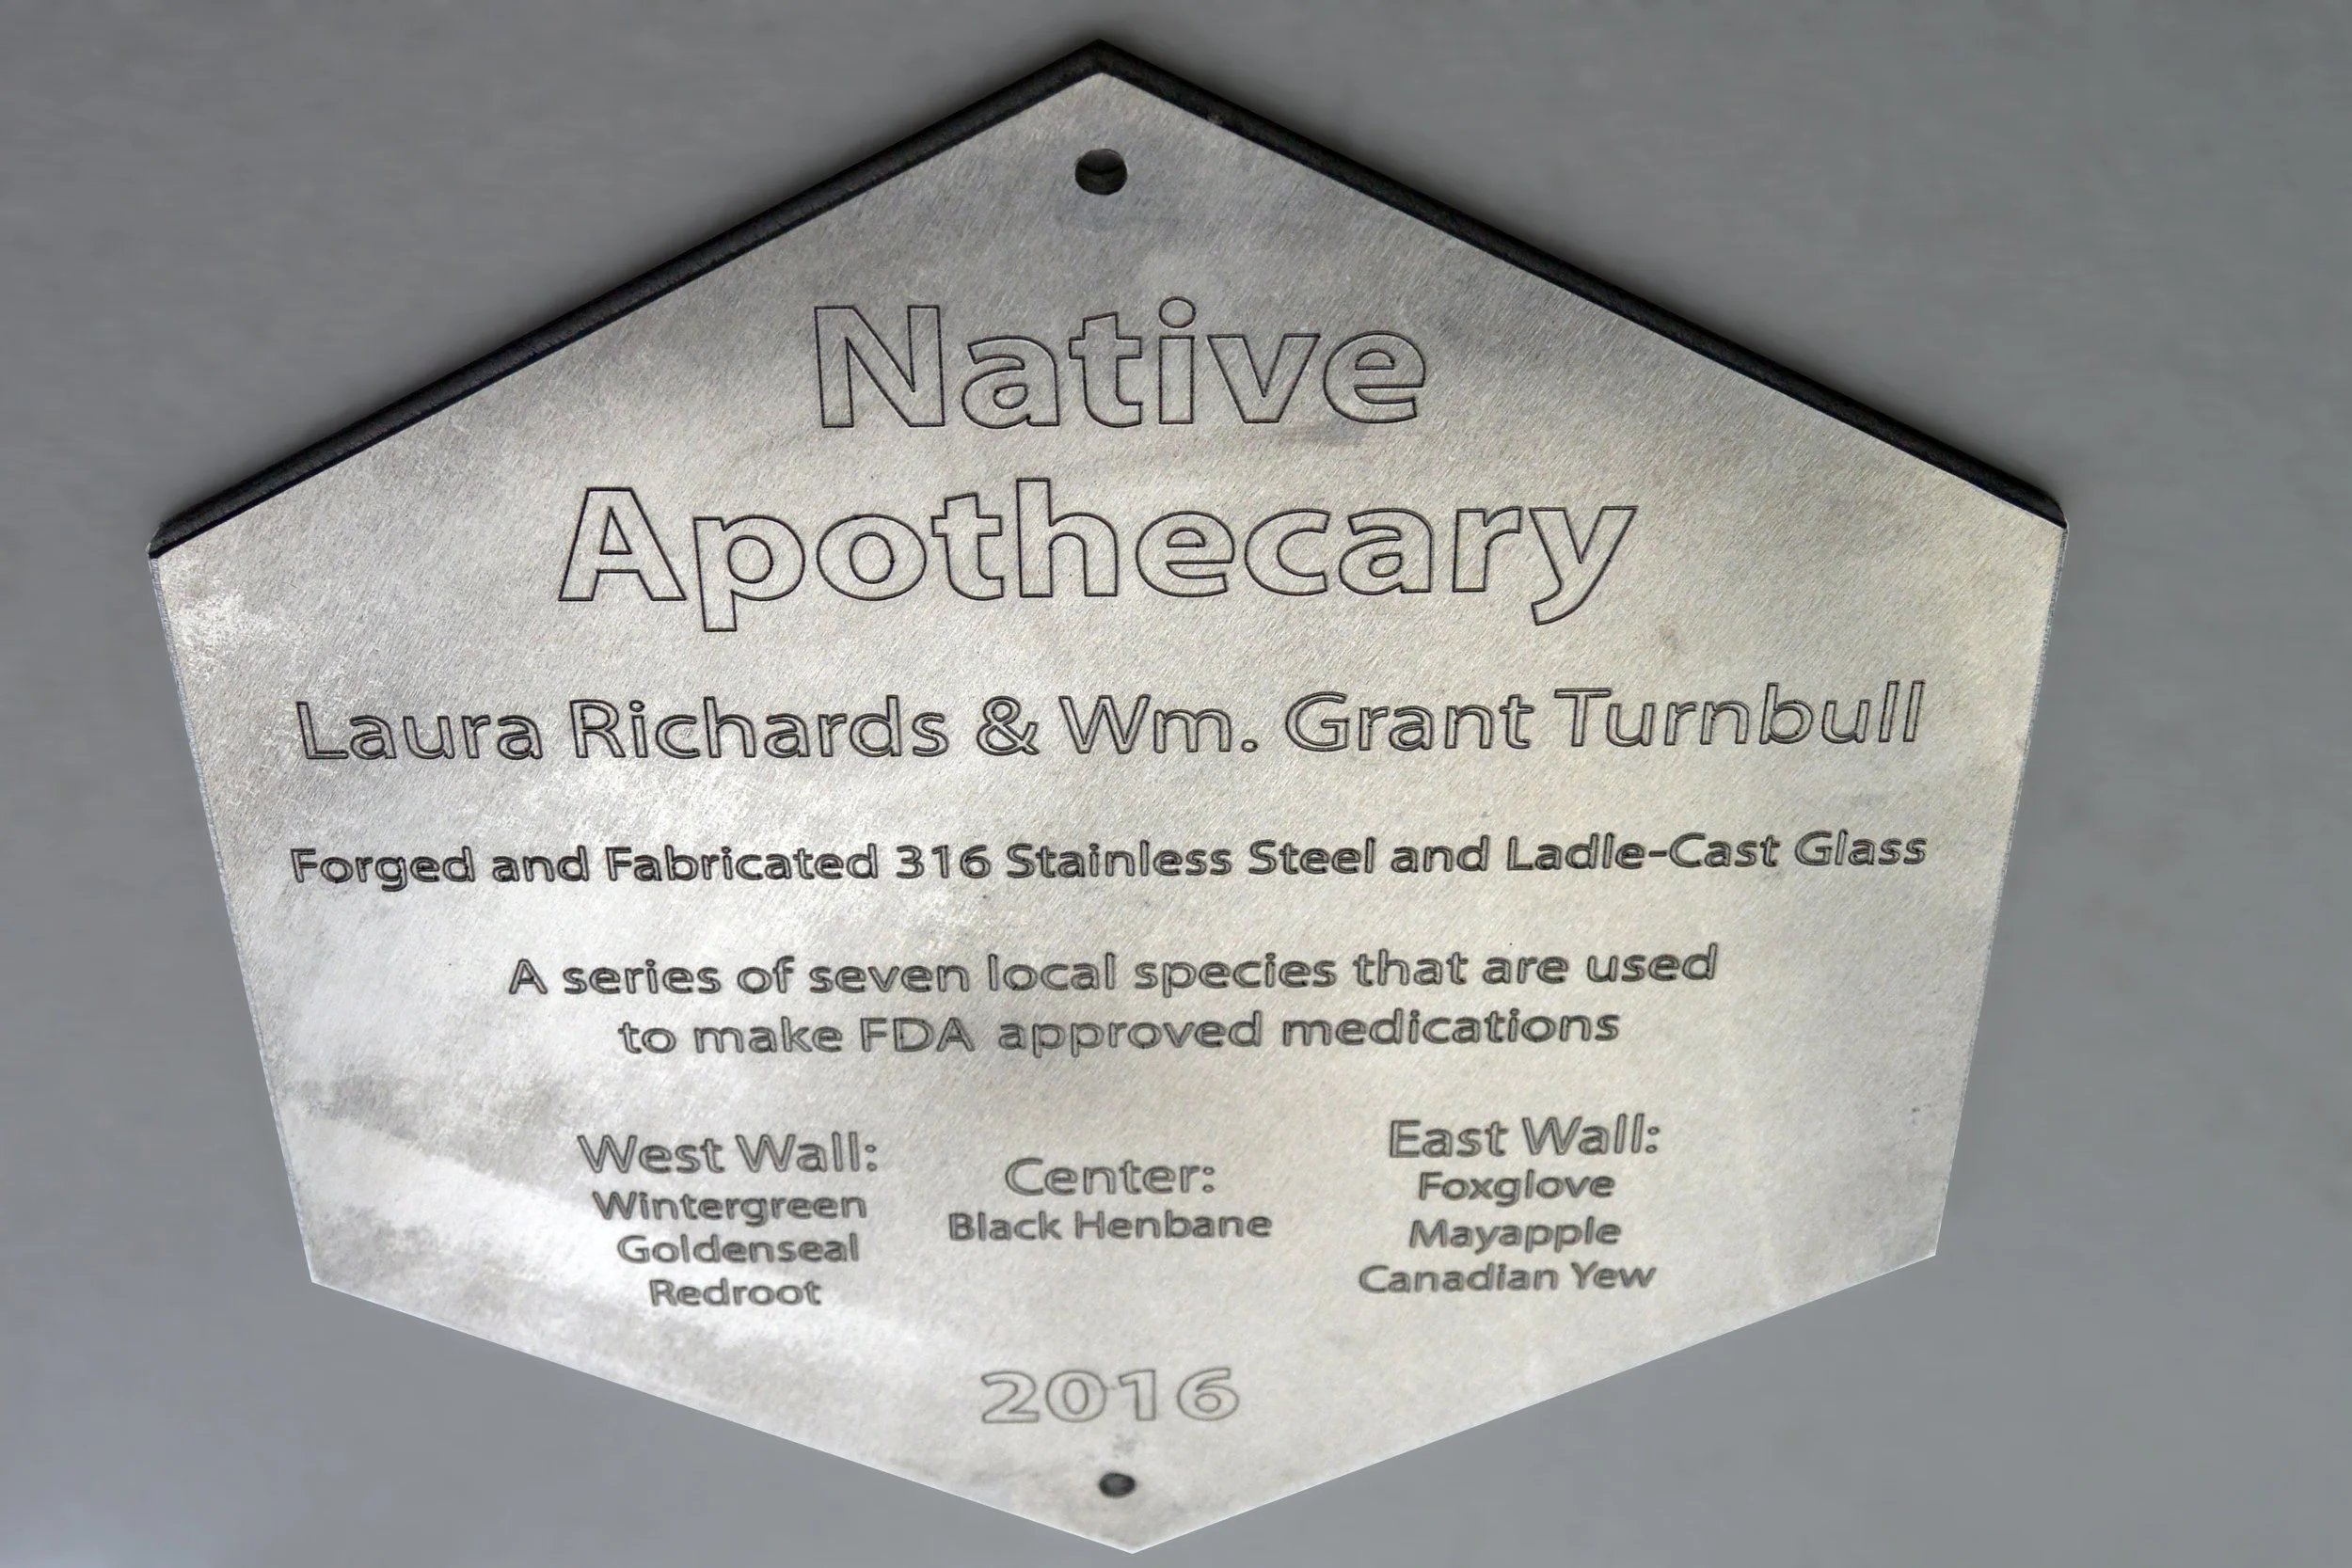 Native
Apothecary
Laura Richards & Wm. Grant Turnbull
Forged and Fabricated 316 Stainless Steel and Ladle-Cast Glass
A series of seven local species that are used
to make FDA approved medications
West Wall:
Wintergreen
Goldenseal
Redroot
Center:
Black Henbane
East Wall:
Foxglove
Mayapple
Canadian Yew
2016